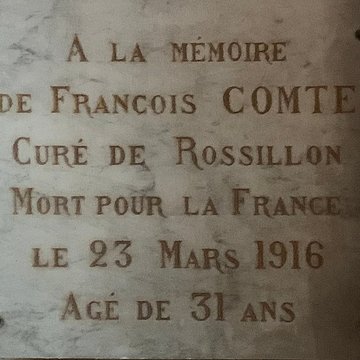 A LA MÉMOIRE
DE FRANCOIS COMTE
CURÉ DE ROSSILLON
MORT POUR LA FRANCE
LE 23 MARS 1916
AGÉ DE 31 ANS